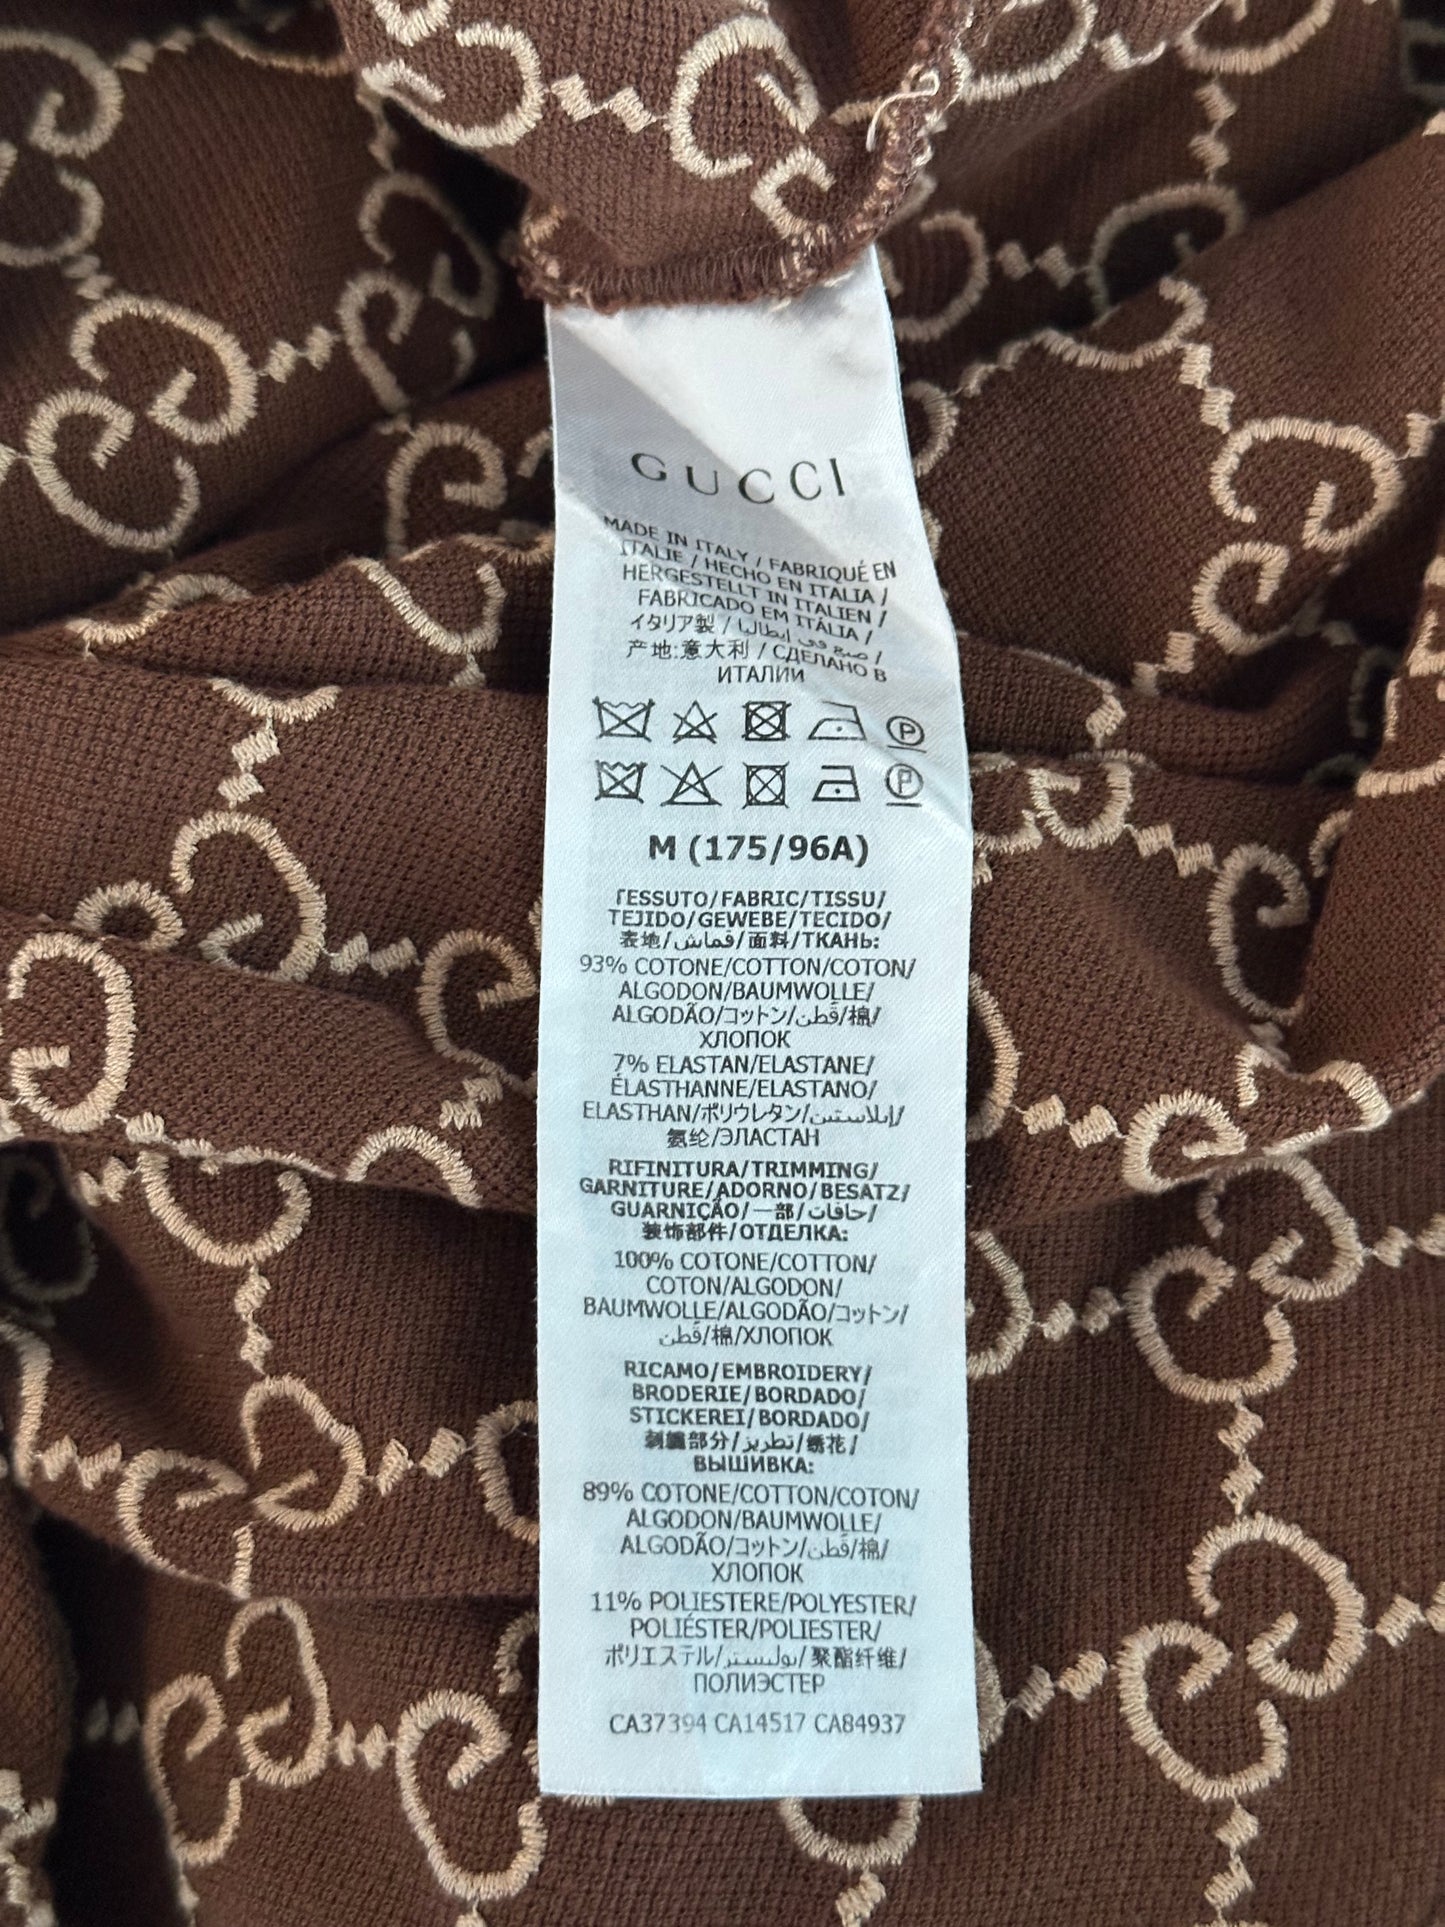 GUCCI
MADE IN ITALY / FABRIQUÉ EN
ITALIE / HECHO EN ITALIA /
HERGESTELLT IN ITALIEN /
FABRICADO EM ITÁLIA /
イタリア製 / صنع في إيطاليا /
产地:意大利 / СДЕЛАНО В
ИТАЛИИ
P
P
M (175/96A)
TESSUTO/FABRIC/TISSU/
TEJIDO/GEWEBE/TECIDO/
表地/قماش/面料/ТКАНЬ:
93% COTONE/COTTON/COTON/
ALGODON/BAUMWOLLE/
ALGODÃO/コットン/قطن/棉/
ХЛОПОК
7% ELASTAN/ELASTANE/
ÉLASTHANNE/ELASTANO/
ELASTHAN/ポリウレタン/إيلاستين/
氨纶/ЭЛАСТАН
RIFINITURA/TRIMMING/
GARNITURE/ADORNO/BESATZ/
GUARNIÇÃO/一部/حافات/
装饰部件/ОТДЕЛКА:
100% COTONE/COTTON/
COTON/ALGODON/
BAUMWOLLE/ALGODÃO/コットン/
قطن/棉/ХЛОПОК
RICAMO/EMBROIDERY/
BRODERIE/BORDADO/
STICKEREI/BORDADO/
刺繍部分/تطريز/绣花/
ВЫШИВКА:
89% COTONE/COTTON/COTON/
ALGODON/BAUMWOLLE/
ALGODÃO/コットン/قطن/棉/
ХЛОПОК
11% POLIESTERE/POLYESTER/
POLIÉSTER/POLIESTER/
ポリエステル/بوليستر/聚酯纤维/
ПОЛИЭСТЕР
CA37394 CA14517 CA84937